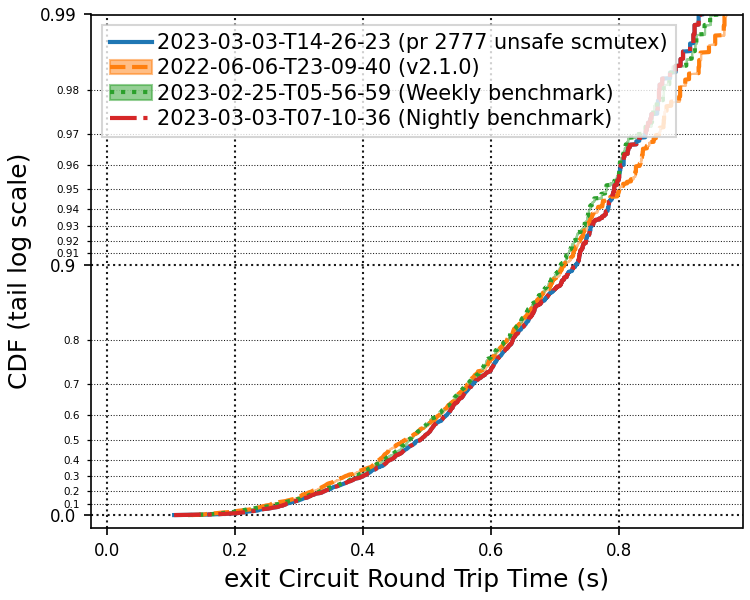 0.99
2023-03-03-T14-26-23 (pr 2777 unsafe scmutex)
2022-06-06-T23-09-40 (v2.1.0)
2023-02-25-T05-56-59 (Weekly benchmark)
2023-03-03-T07-10-36 (Nightly benchmark)
0.98
0.97
0.96
0.95
0.94
0.93
0.92
0.91
0.9
0.8
0.7
0.6
0.5
0.4
0.3
0.2
0.1
0.0
CDF (tail log scale)
0.0 0.2 0.4 0.6 0.8
exit Circuit Round Trip Time (s)